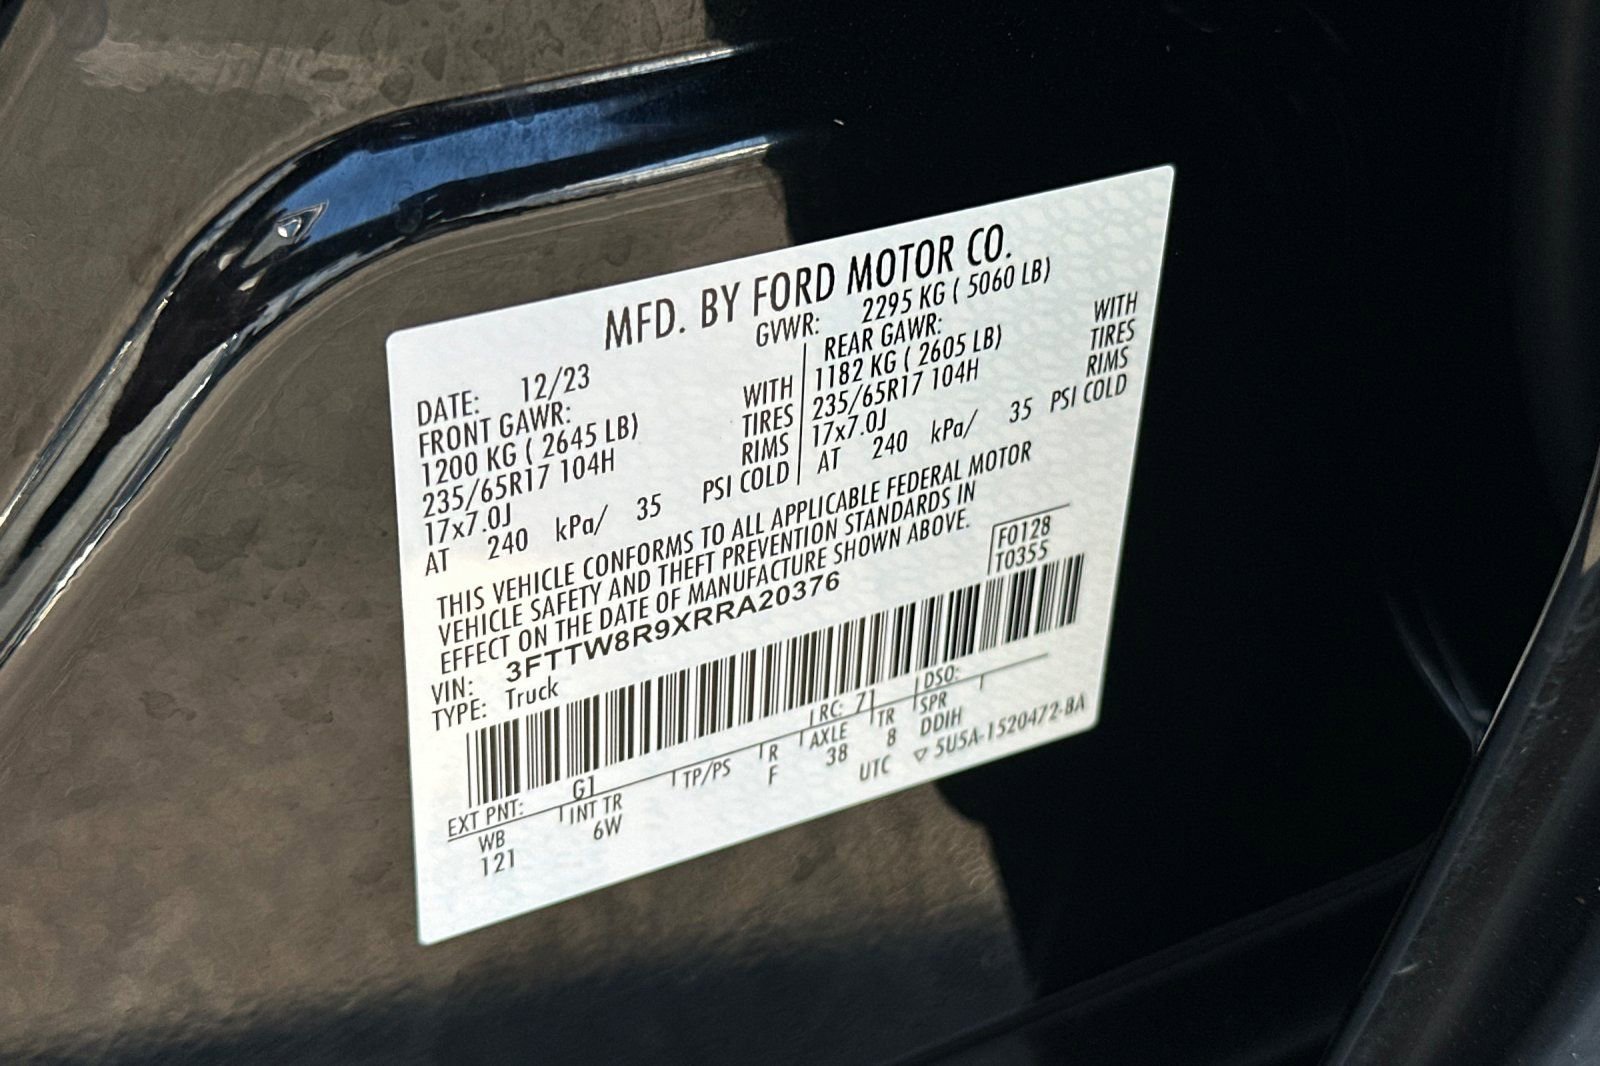 MFD. BY FORD MOTOR CO.
DATE: 12/23 GVWR: 2295 KG ( 5060 LB)
FRONT GAWR: REAR GAWR:
1200 KG ( 2645 LB) WITH 1182 KG ( 2605 LB) WITH
235/65R17 104H TIRES 235/65R17 104H TIRES
17x7.0J RIMS 17x7.0J RIMS
AT 240 kPa/ 35 PSI COLD AT 240 kPa/ 35 PSI COLD
THIS VEHICLE CONFORMS TO ALL APPLICABLE FEDERAL MOTOR
VEHICLE SAFETY AND THEFT PREVENTION STANDARDS IN
EFFECT ON THE DATE OF MANUFACTURE SHOWN ABOVE.
F0128
T0355
VIN: 3FTTW8R9XRRA20376
TYPE: Truck
EXT PNT: G1 RC: 71 DSO:
WB INT TR TP/PS R AXLE TR SPR
121 6W F 38 8 DDIH
UTC ▽ 5U5A-1520472-BA